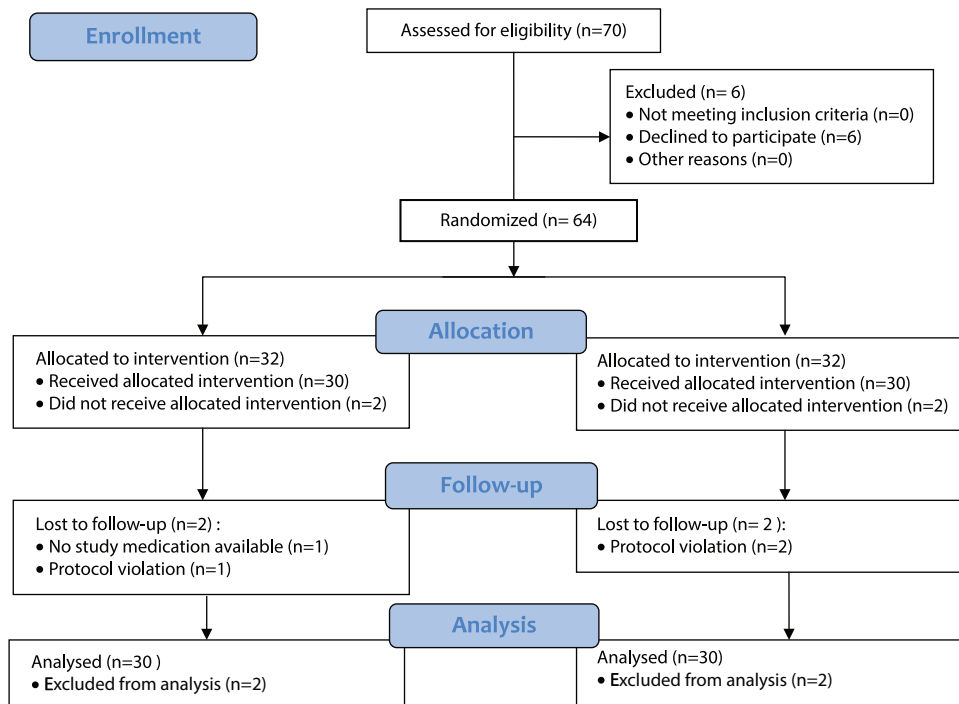 Enrollment
Assessed for eligibility (n=70)
Excluded (n= 6)
• Not meeting inclusion criteria (n=0)
• Declined to participate (n=6)
• Other reasons (n=0)
Randomized (n= 64)
Allocation
Allocated to intervention (n=32)
• Received allocated intervention (n=30)
• Did not receive allocated intervention (n=2)
Allocated to intervention (n=32)
• Received allocated intervention (n=30)
• Did not receive allocated intervention (n=2)
Follow-up
Lost to follow-up (n=2) :
• No study medication available (n=1)
• Protocol violation (n=1)
Lost to follow-up (n= 2 ):
• Protocol violation (n=2)
Analysis
Analysed (n=30 )
• Excluded from analysis (n=2)
Analysed (n=30)
• Excluded from analysis (n=2)